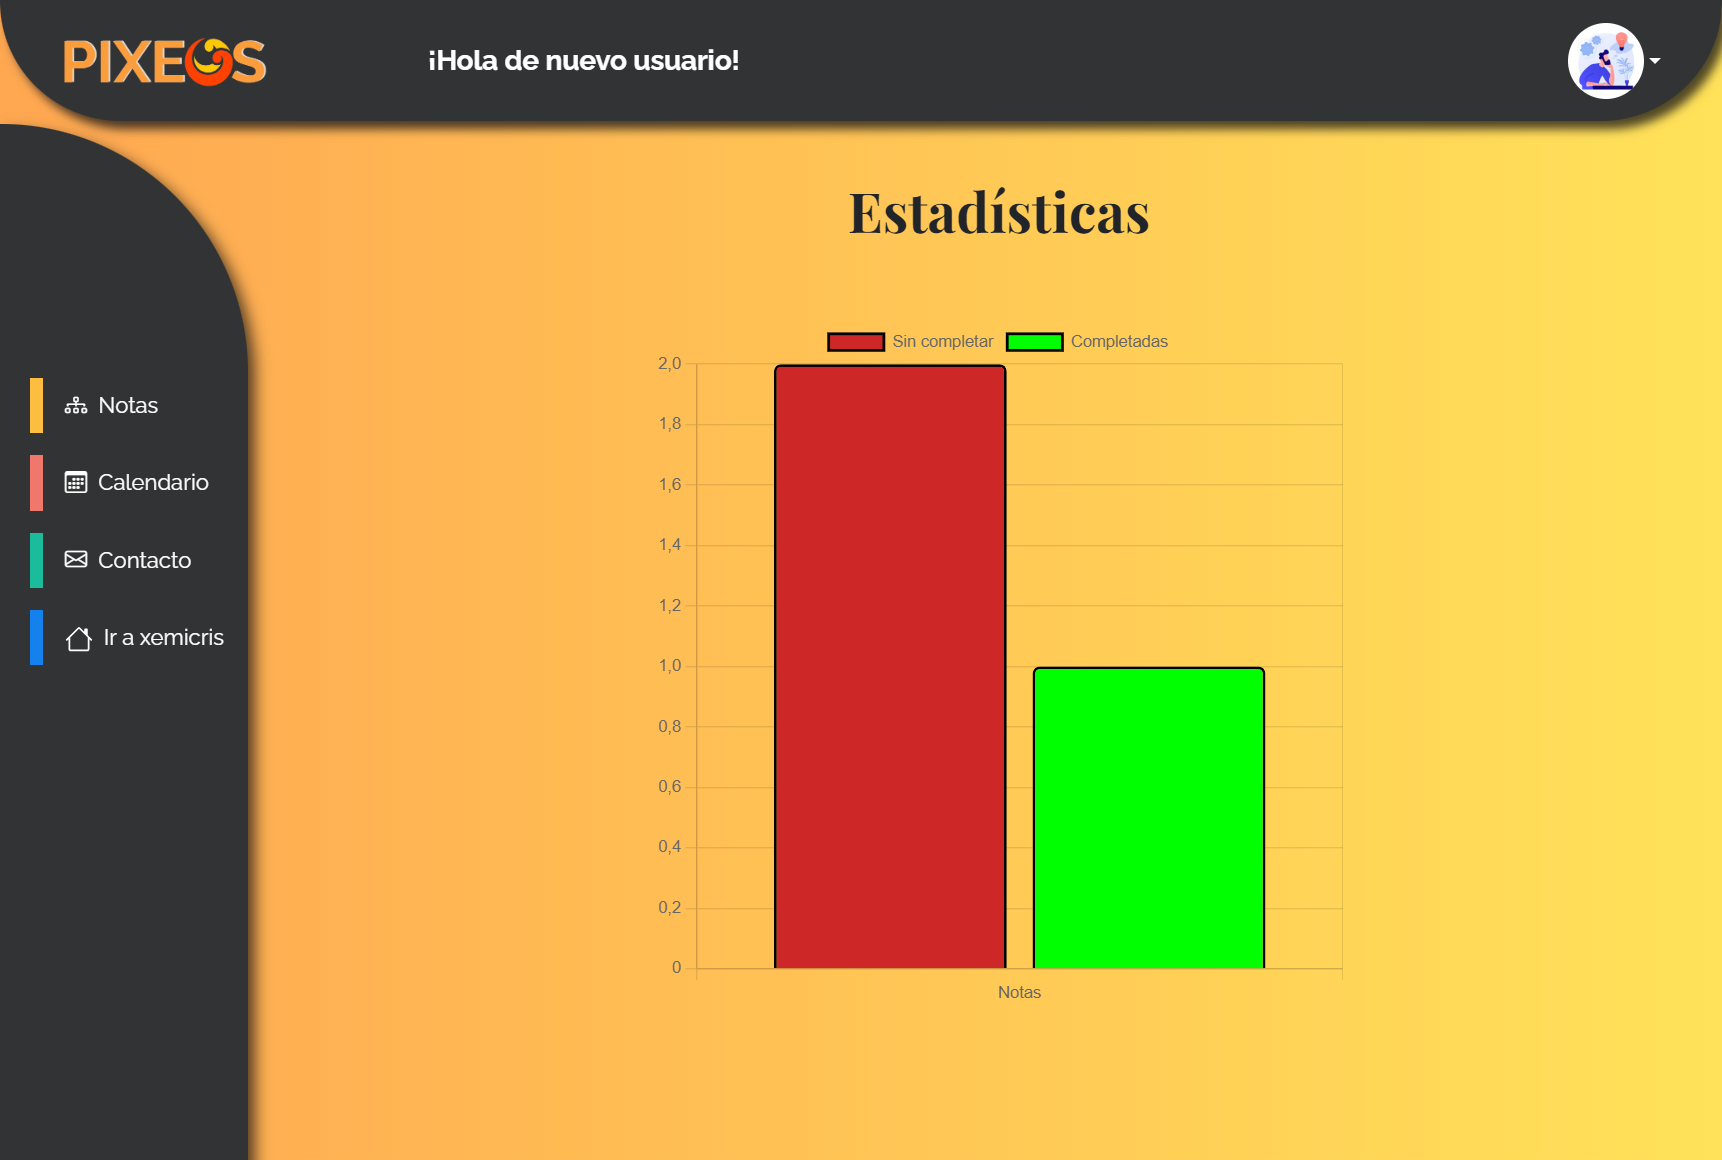 PIXEOS
¡Hola de nuevo usuario!
Notas
Calendario
Contacto
Ir a xemicris
Estadísticas
Sin completar Completadas
2,0
1,8
1,6
1,4
1,2
1,0
0,8
0,6
0,4
0,2
0
Notas